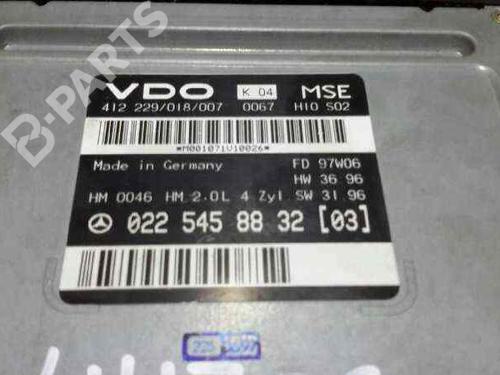 B-PARTS
VDO K 04 MSE
412 229/018/007 0067 H10 S02
*M001071V10026*
Made in Germany FD 97W06
HW 36 96
HM 0046 HM 2.0L 4 Zyl SW 31 96
022 545 88 32 [03]